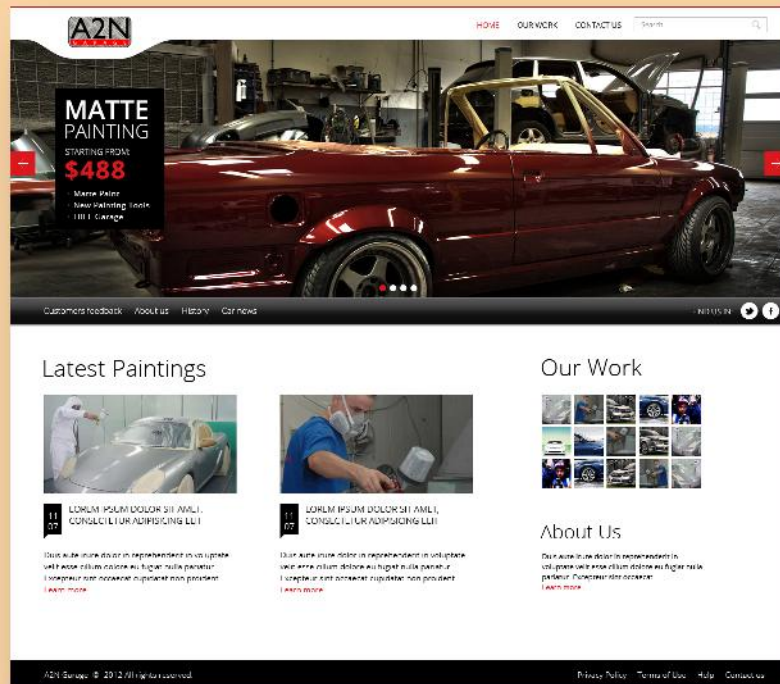 A2N
GARAGE
HOME OUR WORK CONTACT US Search
MATTE
PAINTING
STARTING FROM:
$488
Matte Paint
New Painting Tools
FREE Garage
Customers feedback About us History Car news
FIND US IN:
Latest Paintings
Our Work
11
07
LOREM IPSUM DOLOR SIT AMET,
CONSECTETUR ADIPISICING ELIT
Duis aute irure dolor in reprehenderit in voluptate
velit esse cillum dolore eu fugiat nulla pariatur.
Excepteur sint occaecat cupidatat non proident
Learn more
11
07
LOREM IPSUM DOLOR SIT AMET,
CONSECTETUR ADIPISICING ELIT
Duis aute irure dolor in reprehenderit in voluptate
velit esse cillum dolore eu fugiat nulla pariatur.
Excepteur sint occaecat cupidatat non proident
Learn more
About Us
Duis aute irure dolor in reprehenderit in
voluptate velit esse cillum dolore eu fugiat nulla
pariatur. Excepteur sint occaecat
Learn more
A2N Garage © 2012 All rights reserved.
Privacy Policy Terms of Use Help Contact us